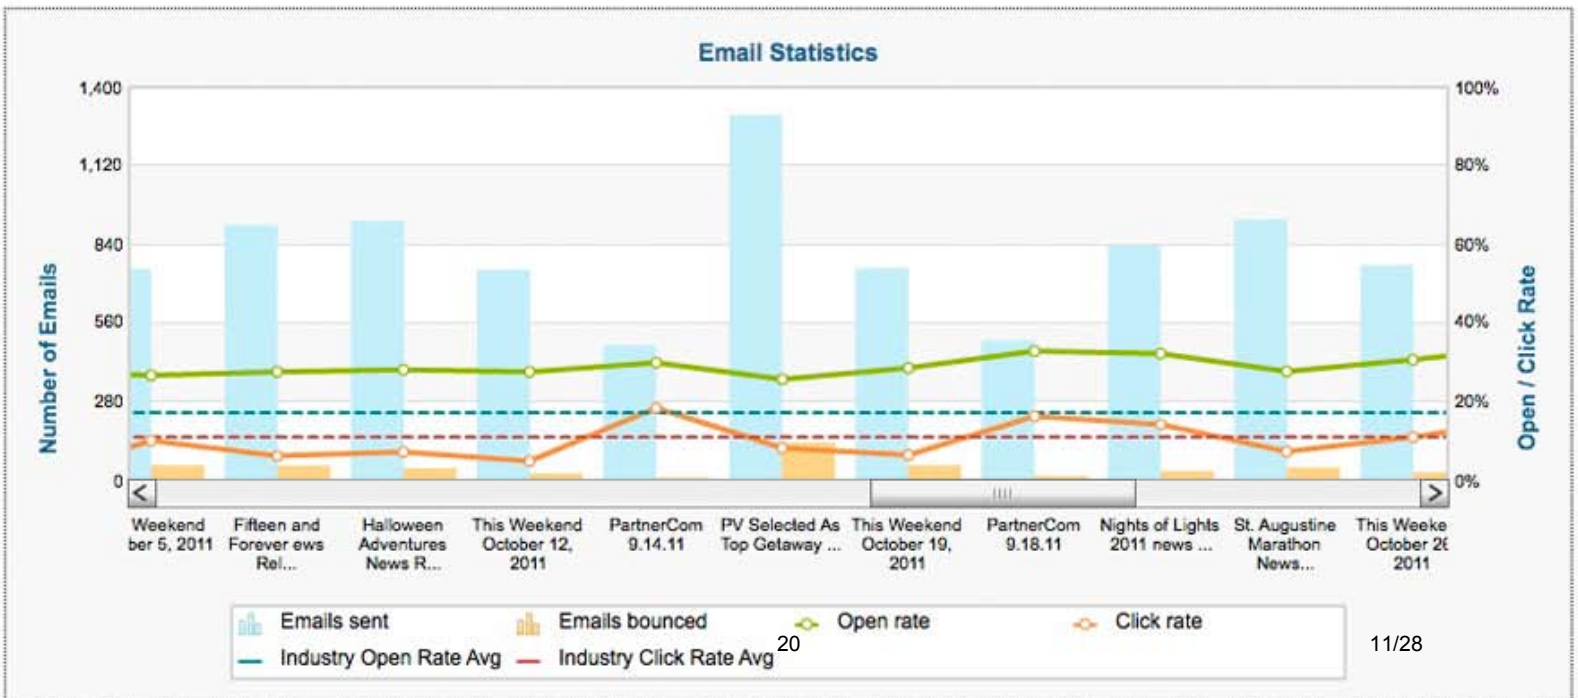 Email Statistics
1,400
1,120
840
560
280
0
Number of Emails
100%
80%
60%
40%
20%
0%
Open / Click Rate
Weekend
ber 5, 2011
Fifteen and
Forever ews
Rel...
Halloween
Adventures
News R...
This Weekend
October 12,
2011
PartnerCom
9.14.11
PV Selected As
Top Getaway ...
This Weekend
October 19,
2011
PartnerCom
9.18.11
Nights of Lights
2011 news ...
St. Augustine
Marathon
News...
This Weeke
October 26
2011
Emails sent
Emails bounced
Open rate
Click rate
Industry Open Rate Avg
Industry Click Rate Avg
20
11/28